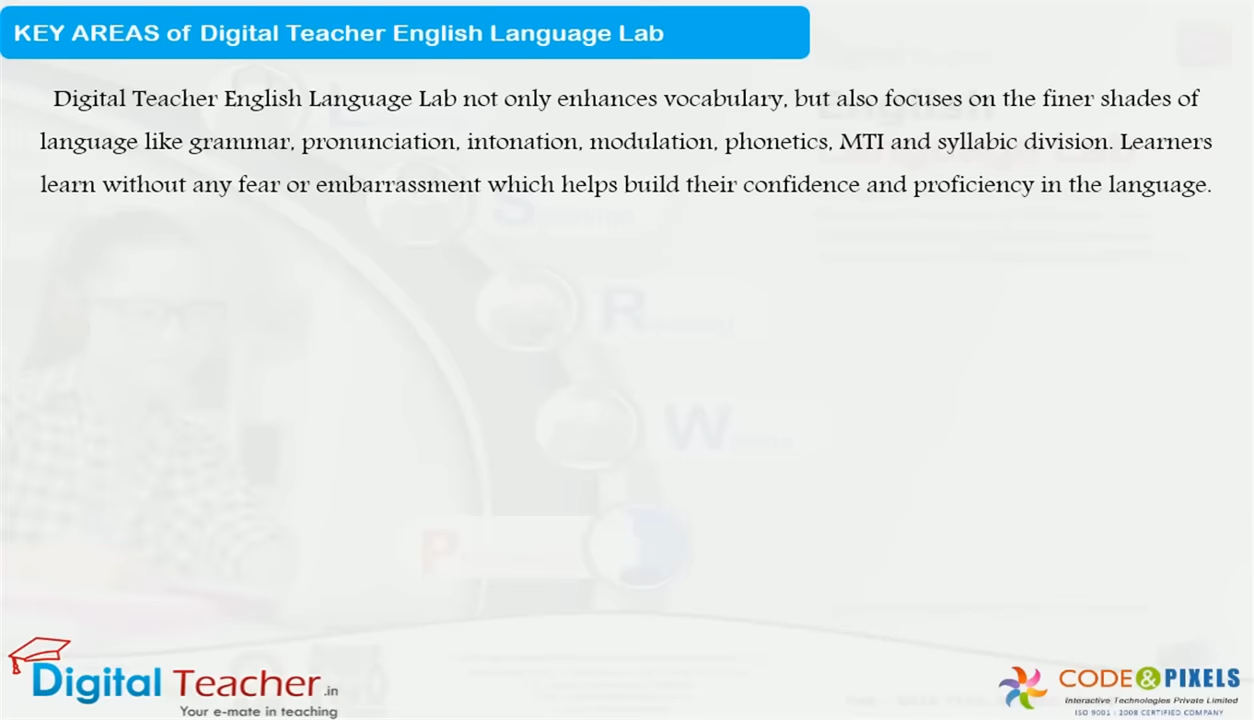 KEY AREAS of Digital Teacher English Language Lab
Digital Teacher English Language Lab not only enhances vocabulary, but also focuses on the finer shades of
language like grammar, pronunciation, intonation, modulation, phonetics, MTI and syllabic division. Learners
learn without any fear or embarrassment which helps build their confidence and proficiency in the language.
English
S
R
W
P
Digital Teacher.in
Your e-mate in teaching
CODE & PIXELS
Interactive Technologies Private Limited
ISO 9001 : 2008 CERTIFIED COMPANY